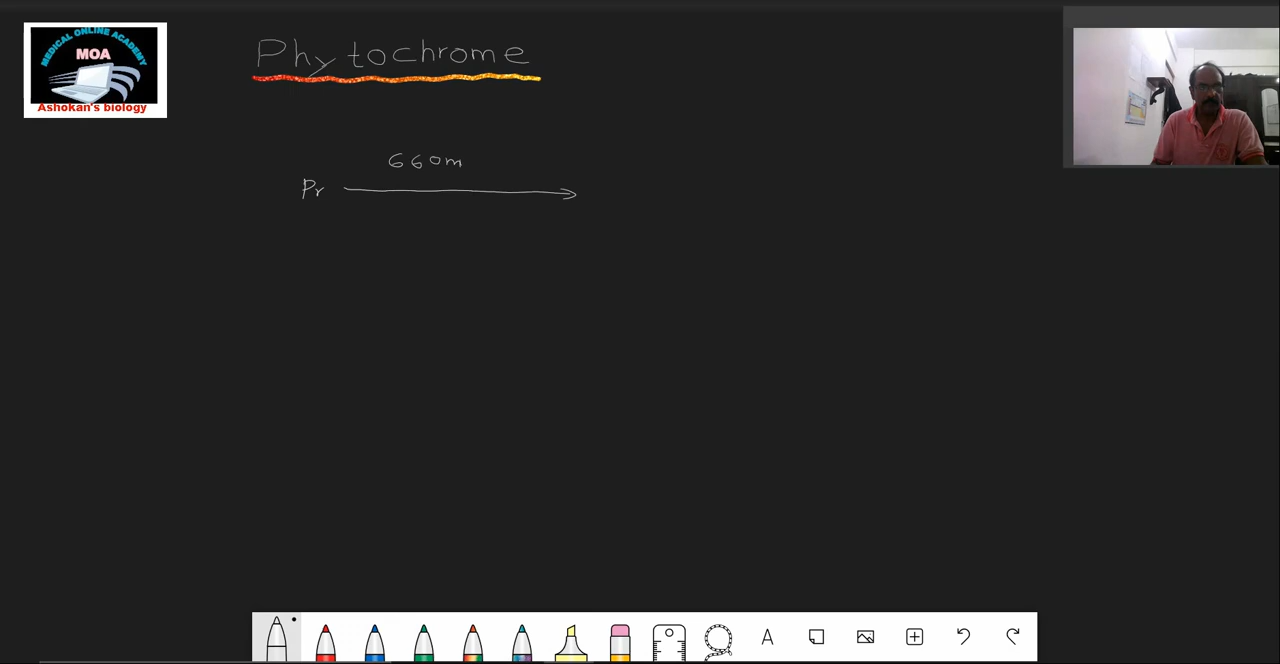 MEDICAL ONLINE ACADEMY
MOA
Ashokan's biology
Phytochrome
660m
Pr
A